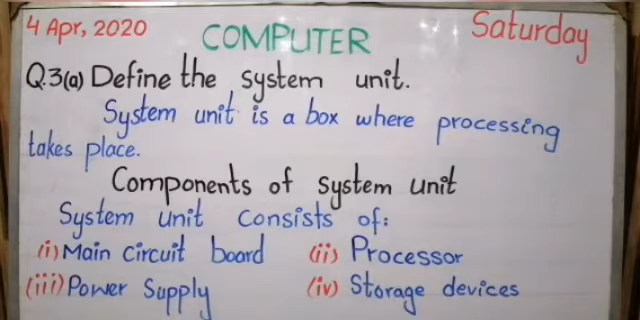 4 Apr, 2020 COMPUTER Saturday
Q.3(a) Define the system unit.
System unit is a box where processing
takes place.
Components of system unit
System unit consists of:
(i) Main circuit board (ii) Processor
(iii) Power Supply (iv) Storage devices